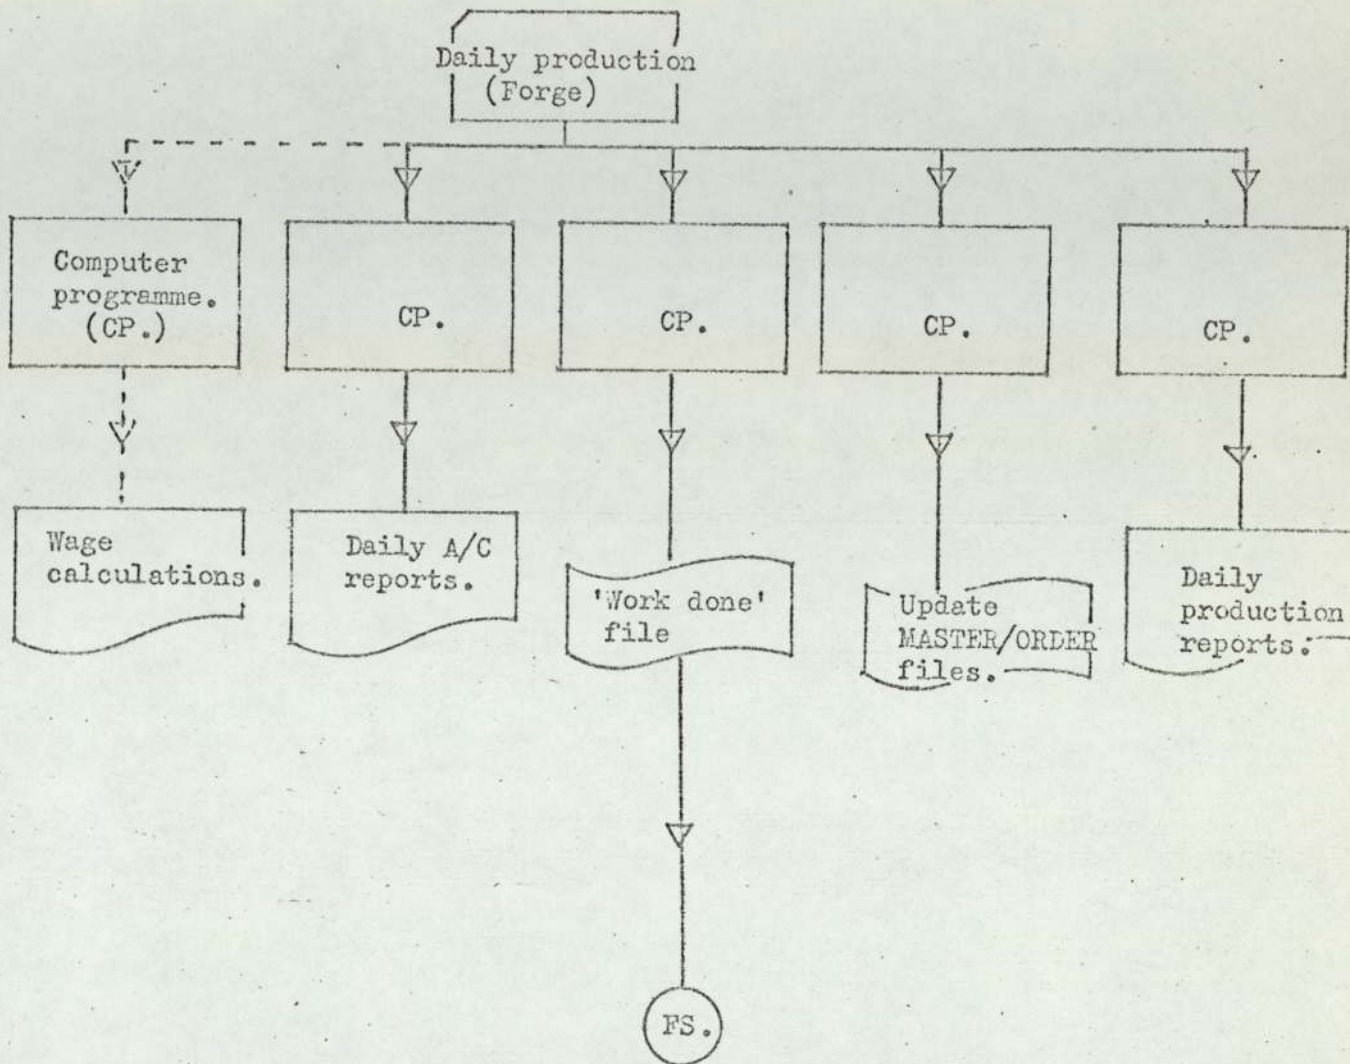 Daily production
(Forge)
Computer
programme.
(CP.)
CP.
CP.
CP.
CP.
Wage
calculations.
Daily A/C
reports.
'Work done'
file
Update
MASTER/ORDER
files.
Daily
production
reports.
FS.